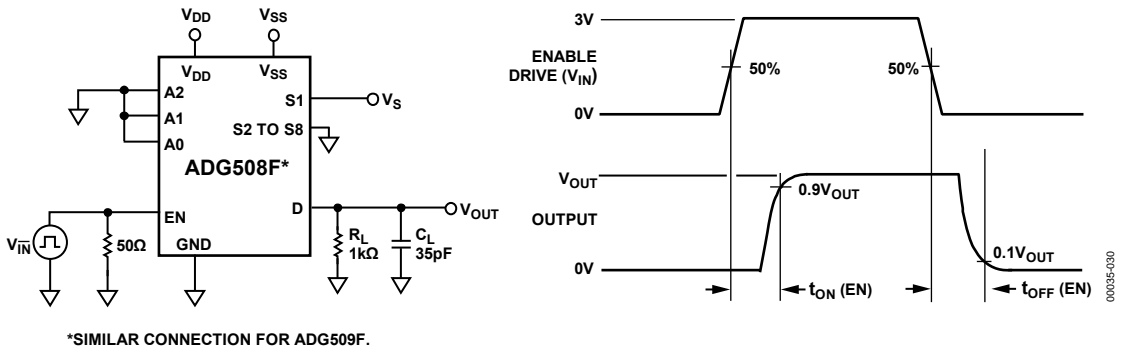 VDD
VSS
VDD
VSS
A2
A1
A0
S1
VS
S2 TO S8
ADG508F*
EN
D
VOUT
VIN
50Ω
GND
RL
1kΩ
CL
35pF
*SIMILAR CONNECTION FOR ADG509F.
3V
ENABLE
DRIVE (VIN)
50%
50%
0V
VOUT
0.9VOUT
OUTPUT
0.1VOUT
0V
tON (EN)
tOFF (EN)
00035-030